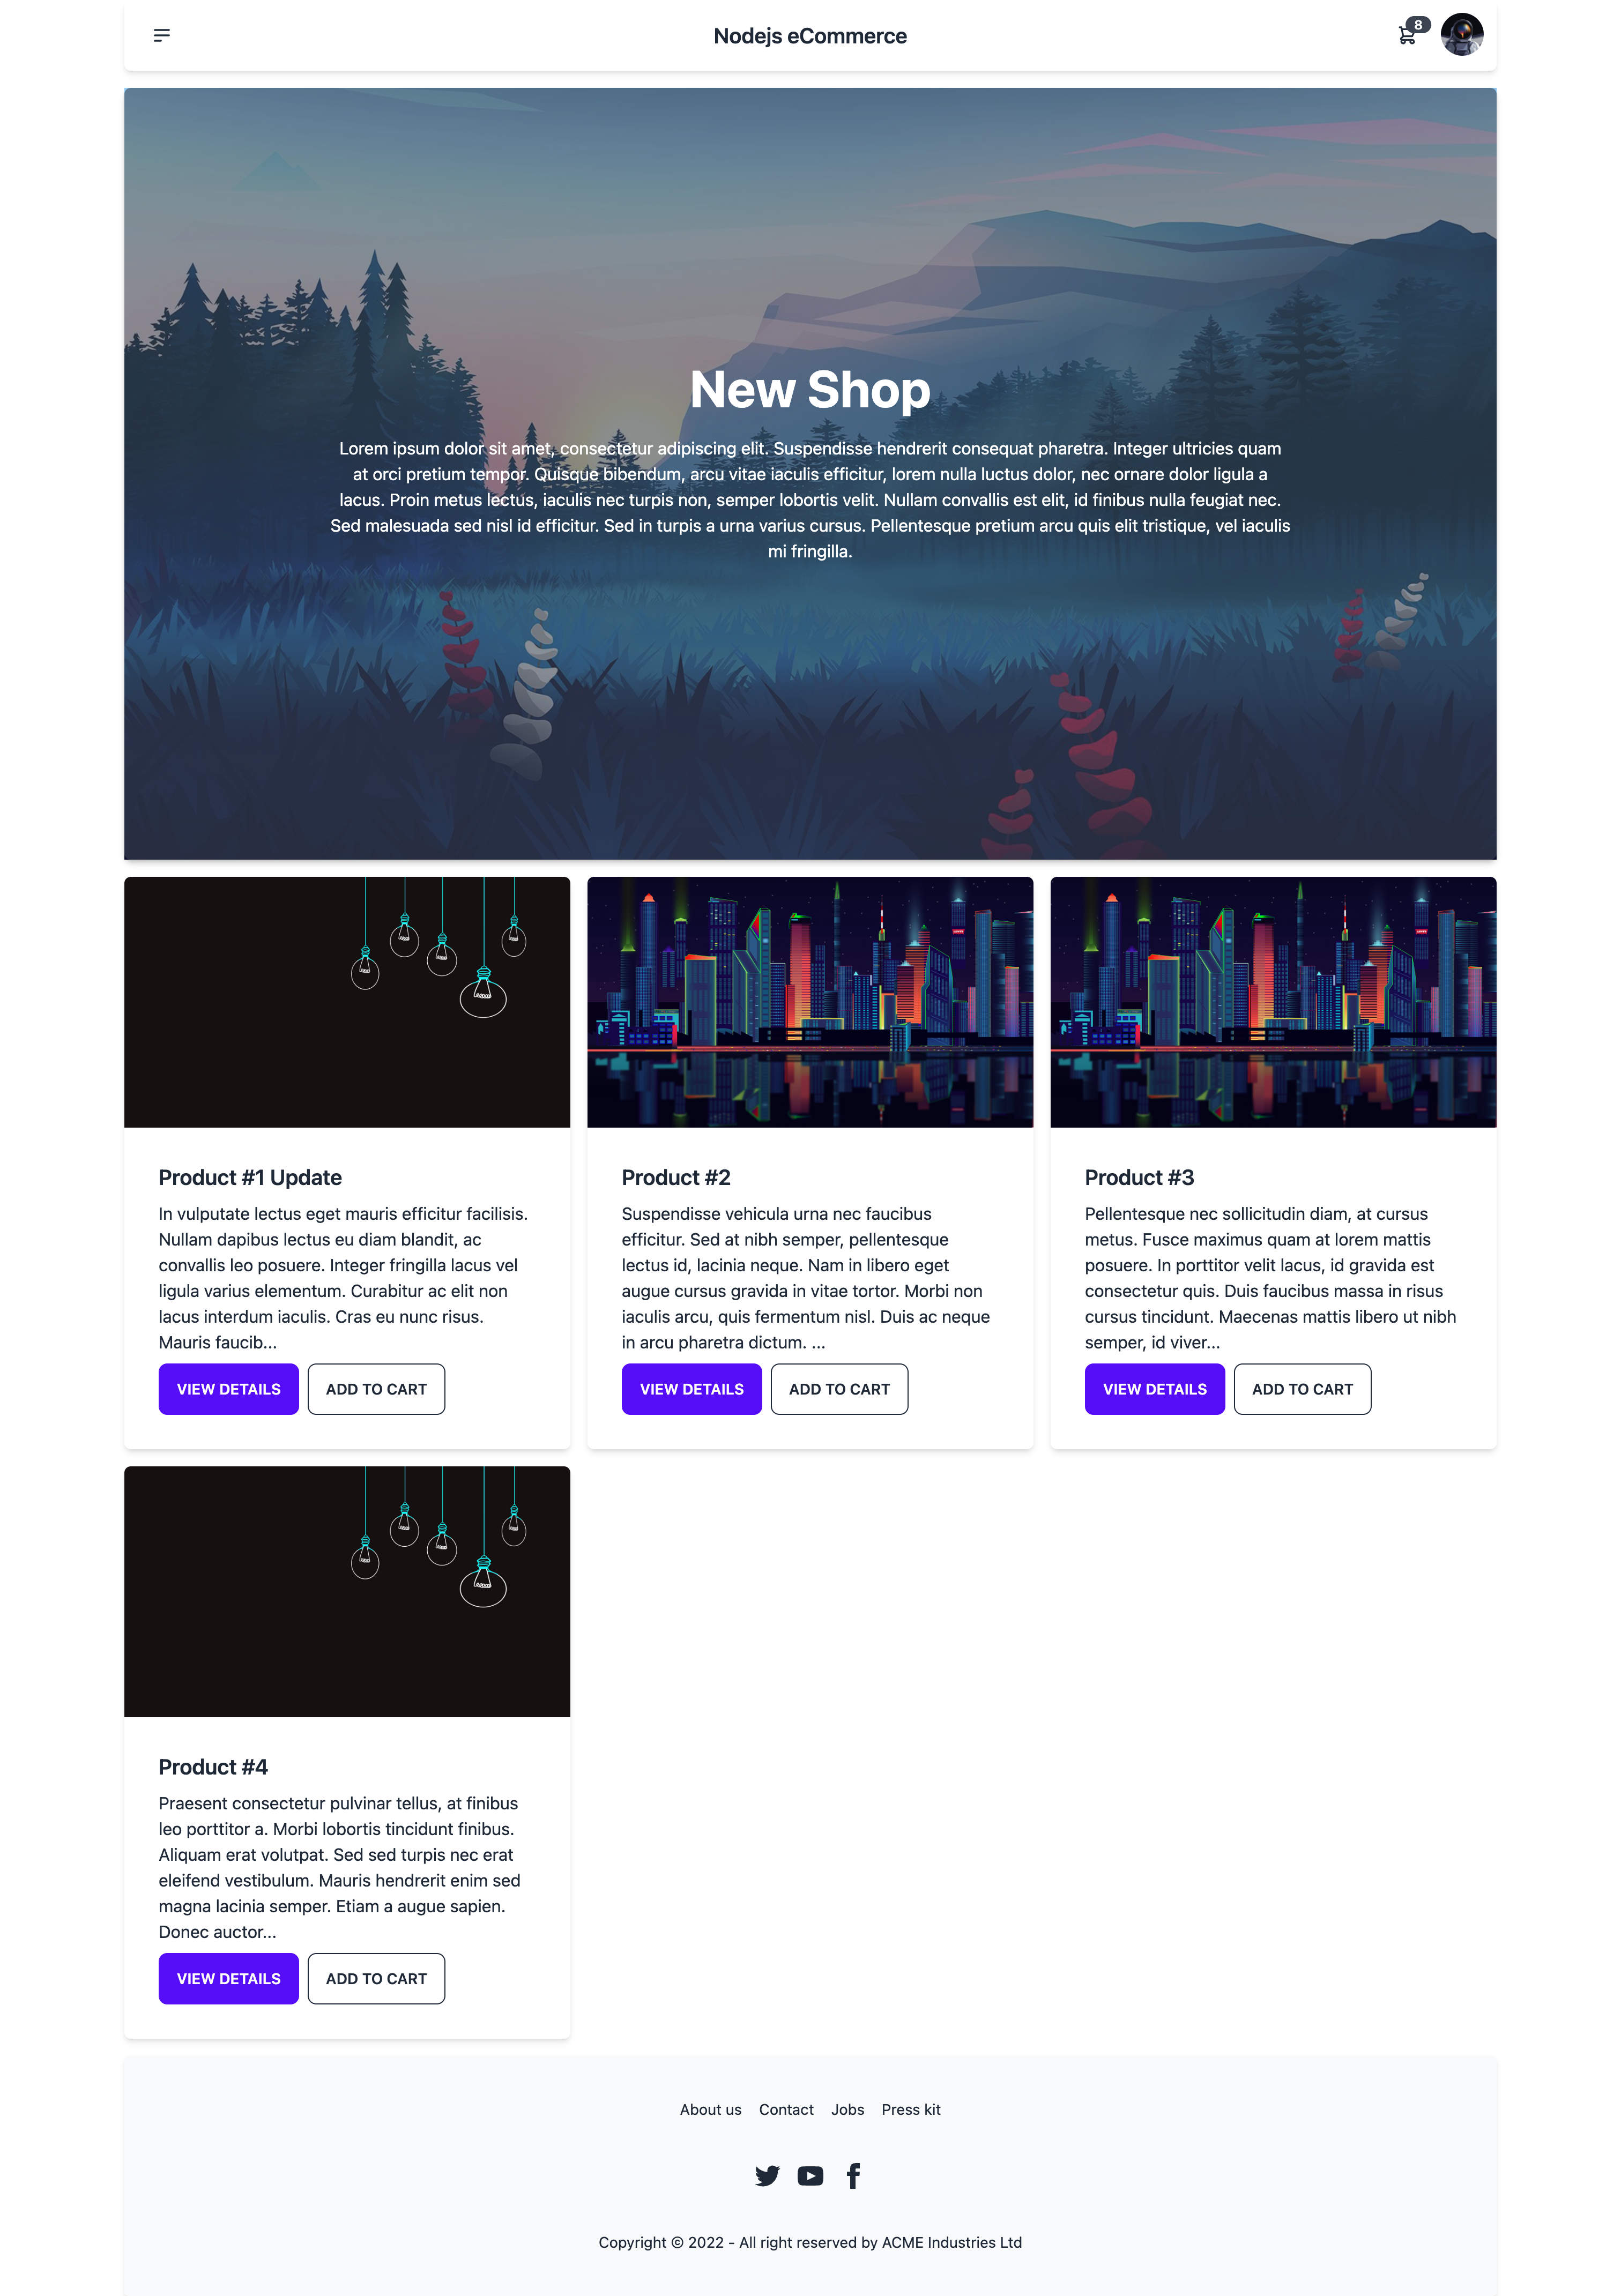 Nodejs eCommerce
8
New Shop
Lorem ipsum dolor sit amet, consectetur adipiscing elit. Suspendisse hendrerit consequat pharetra. Integer ultricies quam
at orci pretium tempor. Quisque bibendum, arcu vitae iaculis efficitur, lorem nulla luctus dolor, nec ornare dolor ligula a
lacus. Proin metus lectus, iaculis nec turpis non, semper lobortis velit. Nullam convallis est elit, id finibus nulla feugiat nec.
Sed malesuada sed nisl id efficitur. Sed in turpis a urna varius cursus. Pellentesque pretium arcu quis elit tristique, vel iaculis
mi fringilla.
Product #1 Update
In vulputate lectus eget mauris efficitur facilisis.
Nullam dapibus lectus eu diam blandit, ac
convallis leo posuere. Integer fringilla lacus vel
ligula varius elementum. Curabitur ac elit non
lacus interdum iaculis. Cras eu nunc risus.
Mauris faucib...
VIEW DETAILS
ADD TO CART
Product #2
Suspendisse vehicula urna nec faucibus
efficitur. Sed at nibh semper, pellentesque
lectus id, lacinia neque. Nam in libero eget
augue cursus gravida in vitae tortor. Morbi non
iaculis arcu, quis fermentum nisl. Duis ac neque
in arcu pharetra dictum. ...
VIEW DETAILS
ADD TO CART
Product #3
Pellentesque nec sollicitudin diam, at cursus
metus. Fusce maximus quam at lorem mattis
posuere. In porttitor velit lacus, id gravida est
consectetur quis. Duis faucibus massa in risus
cursus tincidunt. Maecenas mattis libero ut nibh
semper, id viver...
VIEW DETAILS
ADD TO CART
Product #4
Praesent consectetur pulvinar tellus, at finibus
leo porttitor a. Morbi lobortis tincidunt finibus.
Aliquam erat volutpat. Sed sed turpis nec erat
eleifend vestibulum. Mauris hendrerit enim sed
magna lacinia semper. Etiam a augue sapien.
Donec auctor...
VIEW DETAILS
ADD TO CART
About us
Contact
Jobs
Press kit
Copyright © 2022 - All right reserved by ACME Industries Ltd